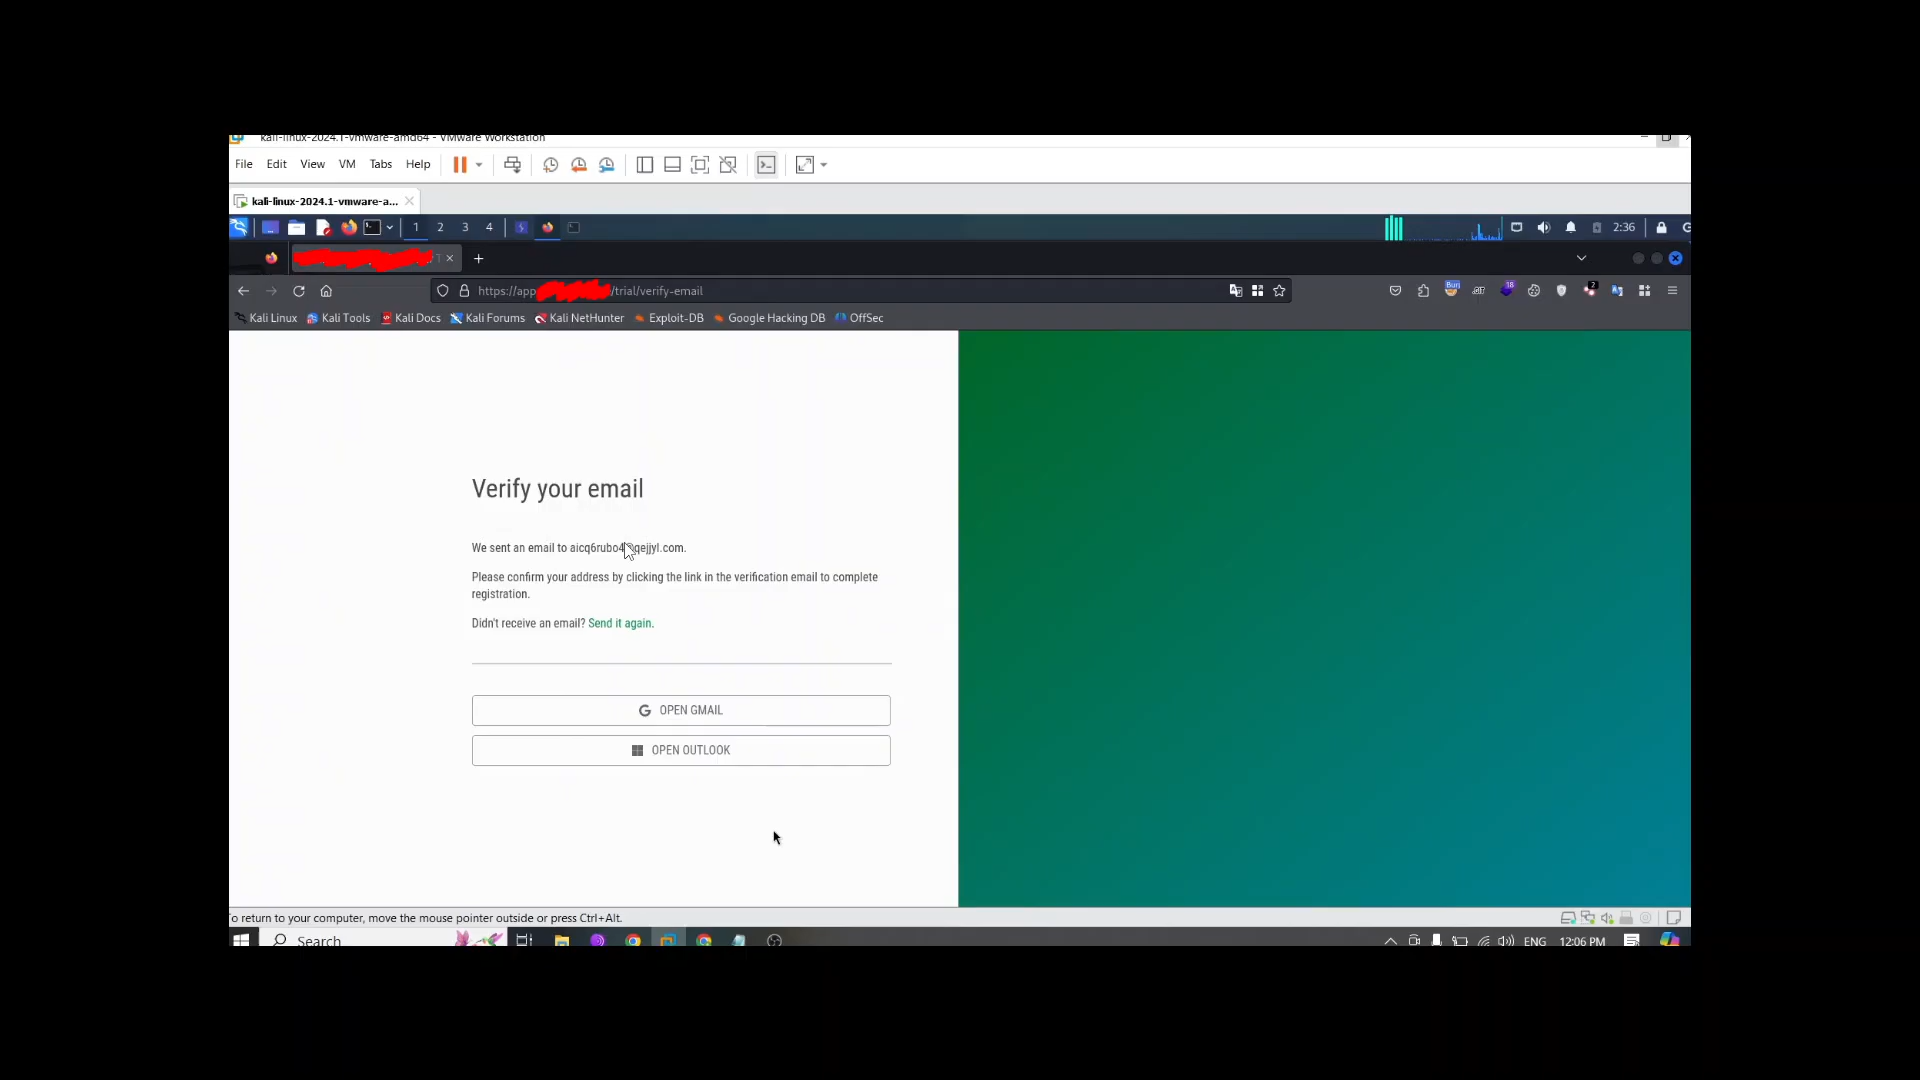 kali-linux-2024.1-vmware-amd64 - VMware Workstation
File Edit View VM Tabs Help
kali-linux-2024.1-vmware-a...
1 2 3 4 2:36
https://app /trial/verify-email
Kali Linux Kali Tools Kali Docs Kali Forums Kali NetHunter Exploit-DB Google Hacking DB OffSec
Verify your email
We sent an email to aicq6rubo4@qejjyl.com.
Please confirm your address by clicking the link in the verification email to complete
registration.
Didn't receive an email? Send it again.
OPEN GMAIL
OPEN OUTLOOK
o return to your computer, move the mouse pointer outside or press Ctrl+Alt.
Search ENG 12:06 PM